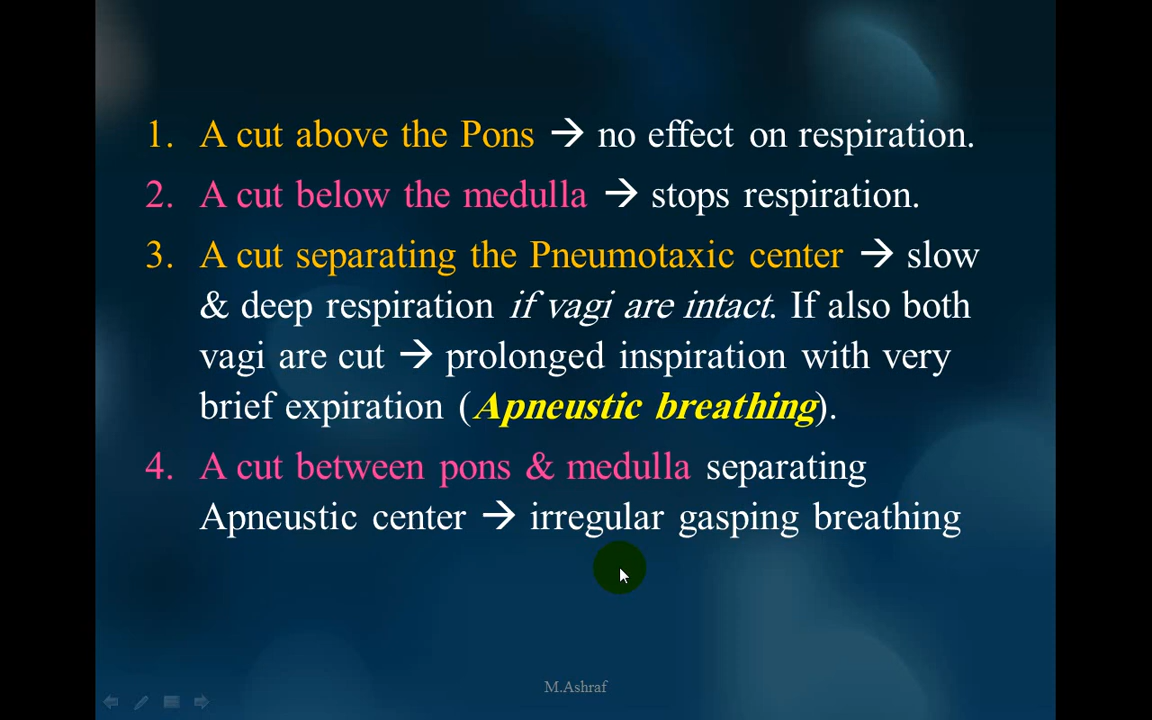 1. A cut above the Pons → no effect on respiration.
2. A cut below the medulla → stops respiration.
3. A cut separating the Pneumotaxic center → slow
& deep respiration if vagi are intact. If also both
vagi are cut → prolonged inspiration with very
brief expiration (Apneustic breathing).
4. A cut between pons & medulla separating
Apneustic center → irregular gasping breathing
M.Ashraf